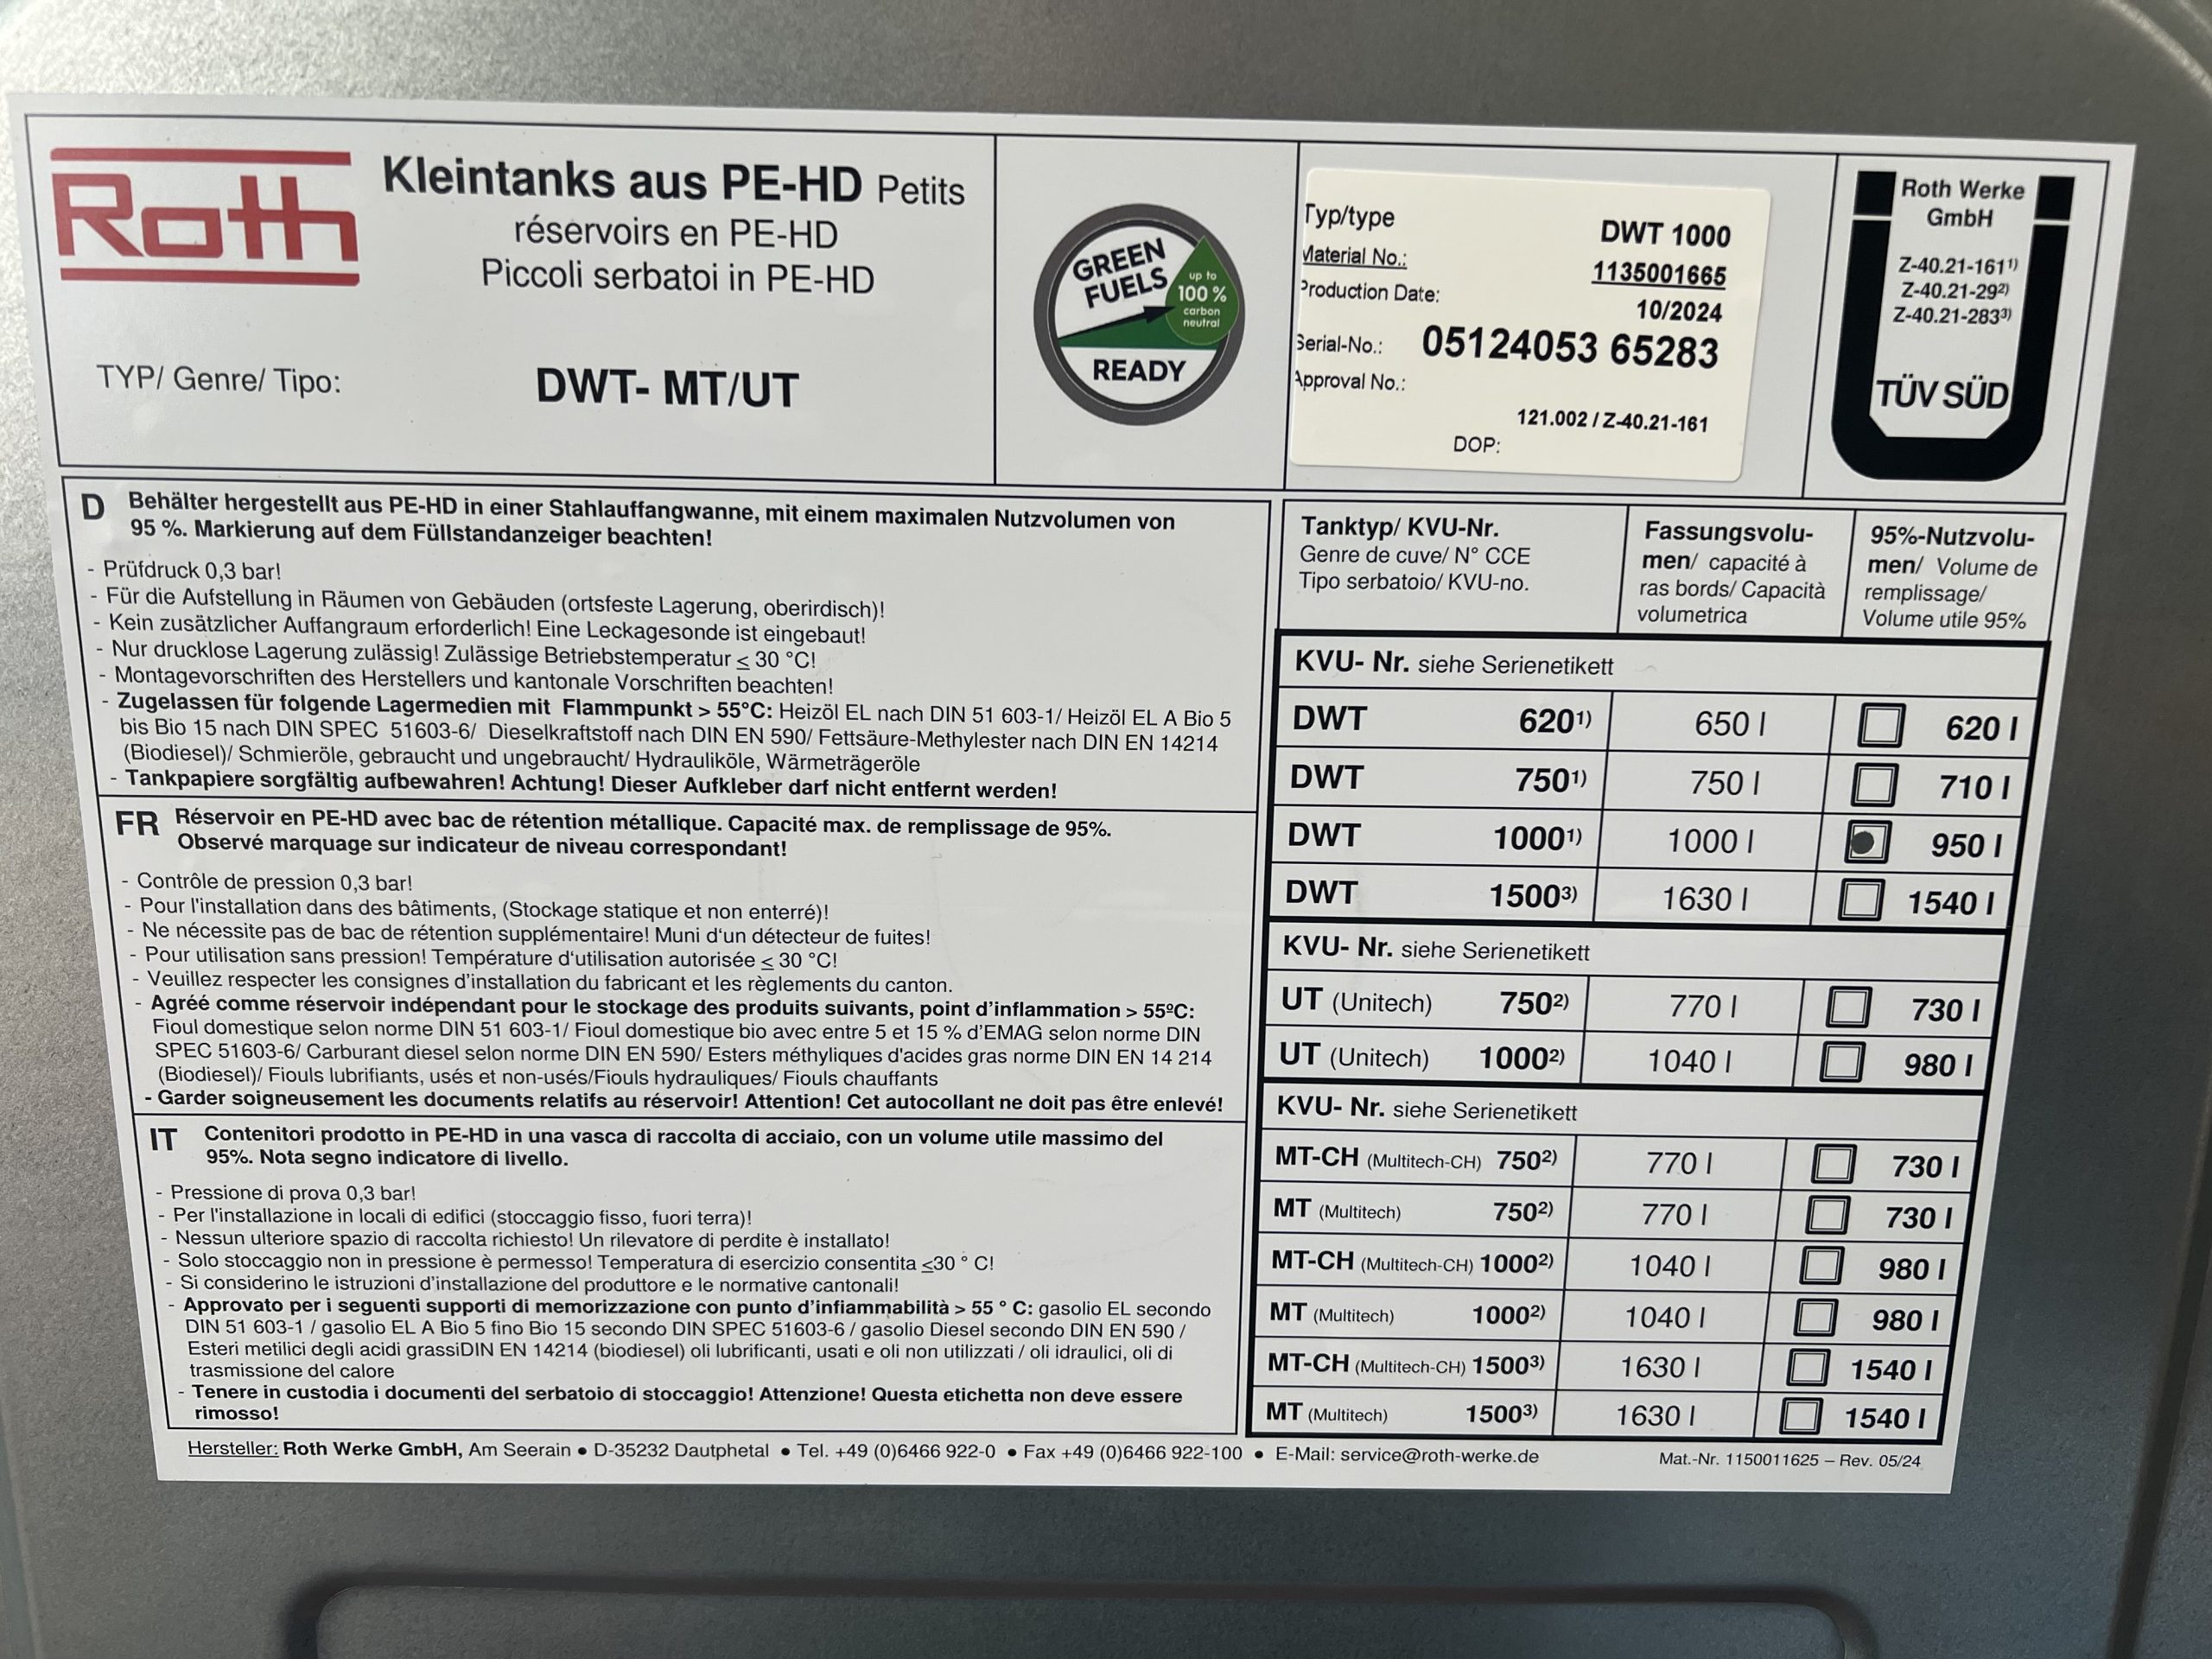 Roth
Kleintanks aus PE-HD Petits
réservoirs en PE-HD
Piccoli serbatoi in PE-HD
TYP/ Genre/ Tipo: DWT- MT/UT
GREEN
FUELS
up to
100 %
carbon
neutral
READY
Typ/type DWT 1000
Material No.: 1135001665
Production Date: 10/2024
Serial-No.: 05124053 65283
Approval No.:
121.002 / Z-40.21-161
DOP:
Roth Werke
GmbH
Z-40.21-161¹⁾
Z-40.21-29²⁾
Z-40.21-283³⁾
TÜV SÜD
D Behälter hergestellt aus PE-HD in einer Stahlauffangwanne, mit einem maximalen Nutzvolumen von
95 %. Markierung auf dem Füllstandanzeiger beachten!
- Prüfdruck 0,3 bar!
- Für die Aufstellung in Räumen von Gebäuden (ortsfeste Lagerung, oberirdisch)!
- Kein zusätzlicher Auffangraum erforderlich! Eine Leckagesonde ist eingebaut!
- Nur drucklose Lagerung zulässig! Zulässige Betriebstemperatur ≤ 30 °C!
- Montagevorschriften des Herstellers und kantonale Vorschriften beachten!
- Zugelassen für folgende Lagermedien mit Flammpunkt > 55°C: Heizöl EL nach DIN 51 603-1/ Heizöl EL A Bio 5
bis Bio 15 nach DIN SPEC 51603-6/ Dieselkraftstoff nach DIN EN 590/ Fettsäure-Methylester nach DIN EN 14214
(Biodiesel)/ Schmieröle, gebraucht und ungebraucht/ Hydrauliköle, Wärmeträgeröle
- Tankpapiere sorgfältig aufbewahren! Achtung! Dieser Aufkleber darf nicht entfernt werden!
FR Réservoir en PE-HD avec bac de rétention métallique. Capacité max. de remplissage de 95%.
Observé marquage sur indicateur de niveau correspondant!
- Contrôle de pression 0,3 bar!
- Pour l'installation dans des bâtiments, (Stockage statique et non enterré)!
- Ne nécessite pas de bac de rétention supplémentaire! Muni d'un détecteur de fuites!
- Pour utilisation sans pression! Température d'utilisation autorisée ≤ 30 °C!
- Veuillez respecter les consignes d'installation du fabricant et les règlements du canton.
- Agréé comme réservoir indépendant pour le stockage des produits suivants, point d'inflammation > 55ºC:
Fioul domestique selon norme DIN 51 603-1/ Fioul domestique bio avec entre 5 et 15 % d'EMAG selon norme DIN
SPEC 51603-6/ Carburant diesel selon norme DIN EN 590/ Esters méthyliques d'acides gras norme DIN EN 14 214
(Biodiesel)/ Fiouls lubrifiants, usés et non-usés/Fiouls hydrauliques/ Fiouls chauffants
- Garder soigneusement les documents relatifs au réservoir! Attention! Cet autocollant ne doit pas être enlevé!
IT Contenitori prodotto in PE-HD in una vasca di raccolta di acciaio, con un volume utile massimo del
95%. Nota segno indicatore di livello.
- Pressione di prova 0,3 bar!
- Per l'installazione in locali di edifici (stoccaggio fisso, fuori terra)!
- Nessun ulteriore spazio di raccolta richiesto! Un rilevatore di perdite è installato!
- Solo stoccaggio non in pressione è permesso! Temperatura di esercizio consentita ≤30 ° C!
- Si considerino le istruzioni d'installazione del produttore e le normative cantonali!
- Approvato per i seguenti supporti di memorizzazione con punto d'infiammabilità > 55 ° C: gasolio EL secondo
DIN 51 603-1 / gasolio EL A Bio 5 fino Bio 15 secondo DIN SPEC 51603-6 / gasolio Diesel secondo DIN EN 590 /
Esteri metilici degli acidi grassiDIN EN 14214 (biodiesel) oli lubrificanti, usati e oli non utilizzati / oli idraulici, oli di
trasmissione del calore
- Tenere in custodia i documenti del serbatoio di stoccaggio! Attenzione! Questa etichetta non deve essere
rimosso!
Tanktyp/ KVU-Nr.
Genre de cuve/ N° CCE
Tipo serbatoio/ KVU-no.
Fassungsvolu-
men/ capacité à
ras bords/ Capacità
volumetrica
95%-Nutzvolu-
men/ Volume de
remplissage/
Volume utile 95%
KVU- Nr. siehe Serienetikett
DWT 620¹⁾ 650 l 620 l
DWT 750¹⁾ 750 l 710 l
DWT 1000¹⁾ 1000 l 950 l
DWT 1500³⁾ 1630 l 1540 l
KVU- Nr. siehe Serienetikett
UT (Unitech) 750²⁾ 770 l 730 l
UT (Unitech) 1000²⁾ 1040 l 980 l
KVU- Nr. siehe Serienetikett
MT-CH (Multitech-CH) 750²⁾ 770 l 730 l
MT (Multitech) 750²⁾ 770 l 730 l
MT-CH (Multitech-CH) 1000²⁾ 1040 l 980 l
MT (Multitech) 1000²⁾ 1040 l 980 l
MT-CH (Multitech-CH) 1500³⁾ 1630 l 1540 l
MT (Multitech) 1500³⁾ 1630 l 1540 l
Hersteller: Roth Werke GmbH, Am Seerain ● D-35232 Dautphetal ● Tel. +49 (0)6466 922-0 ● Fax +49 (0)6466 922-100 ● E-Mail: service@roth-werke.de
Mat.-Nr. 1150011625 – Rev. 05/24